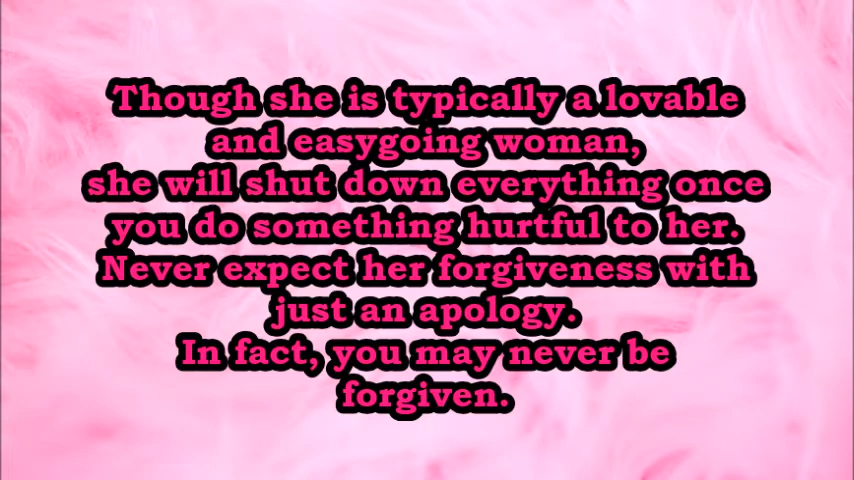 Though she is typically a lovable
and easygoing woman,
she will shut down everything once
you do something hurtful to her.
Never expect her forgiveness with
just an apology.
In fact, you may never be
forgiven.